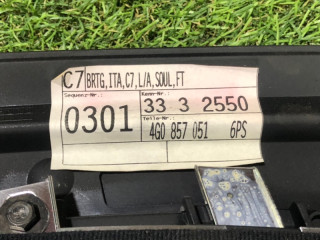 C7 BRTG,ITA,C7,L/A,SOUL,FT
Sequenz-Nr. Kenn-Nr.
0301 33 3 2550
Teile-Nr.
4G0 857 051 6PS